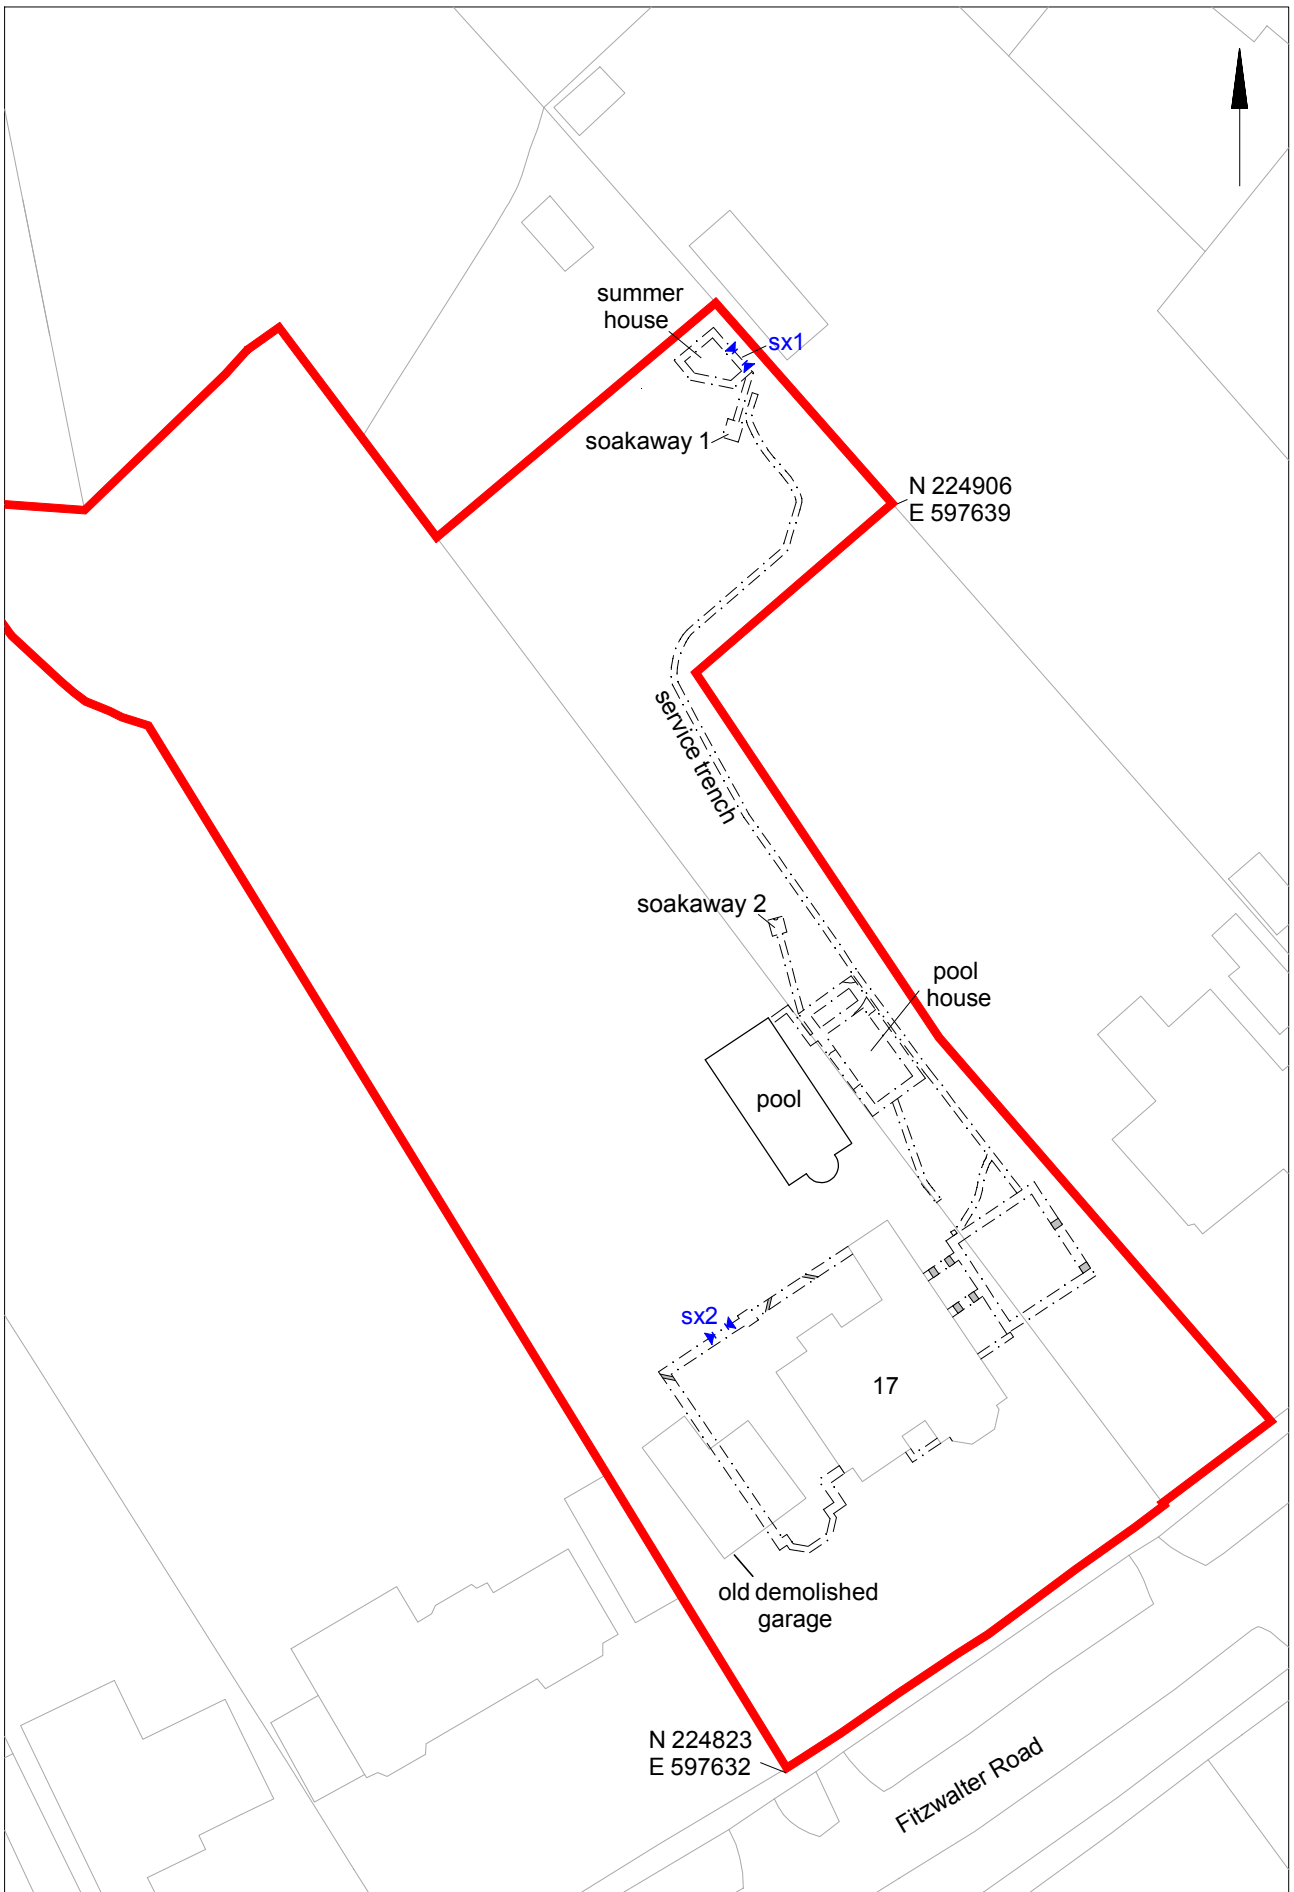 summer
house
sx1
soakaway 1
N 224906
E 597639
service trench
soakaway 2
pool
house
pool
sx2
17
old demolished
garage
N 224823
E 597632
Fitzwalter Road